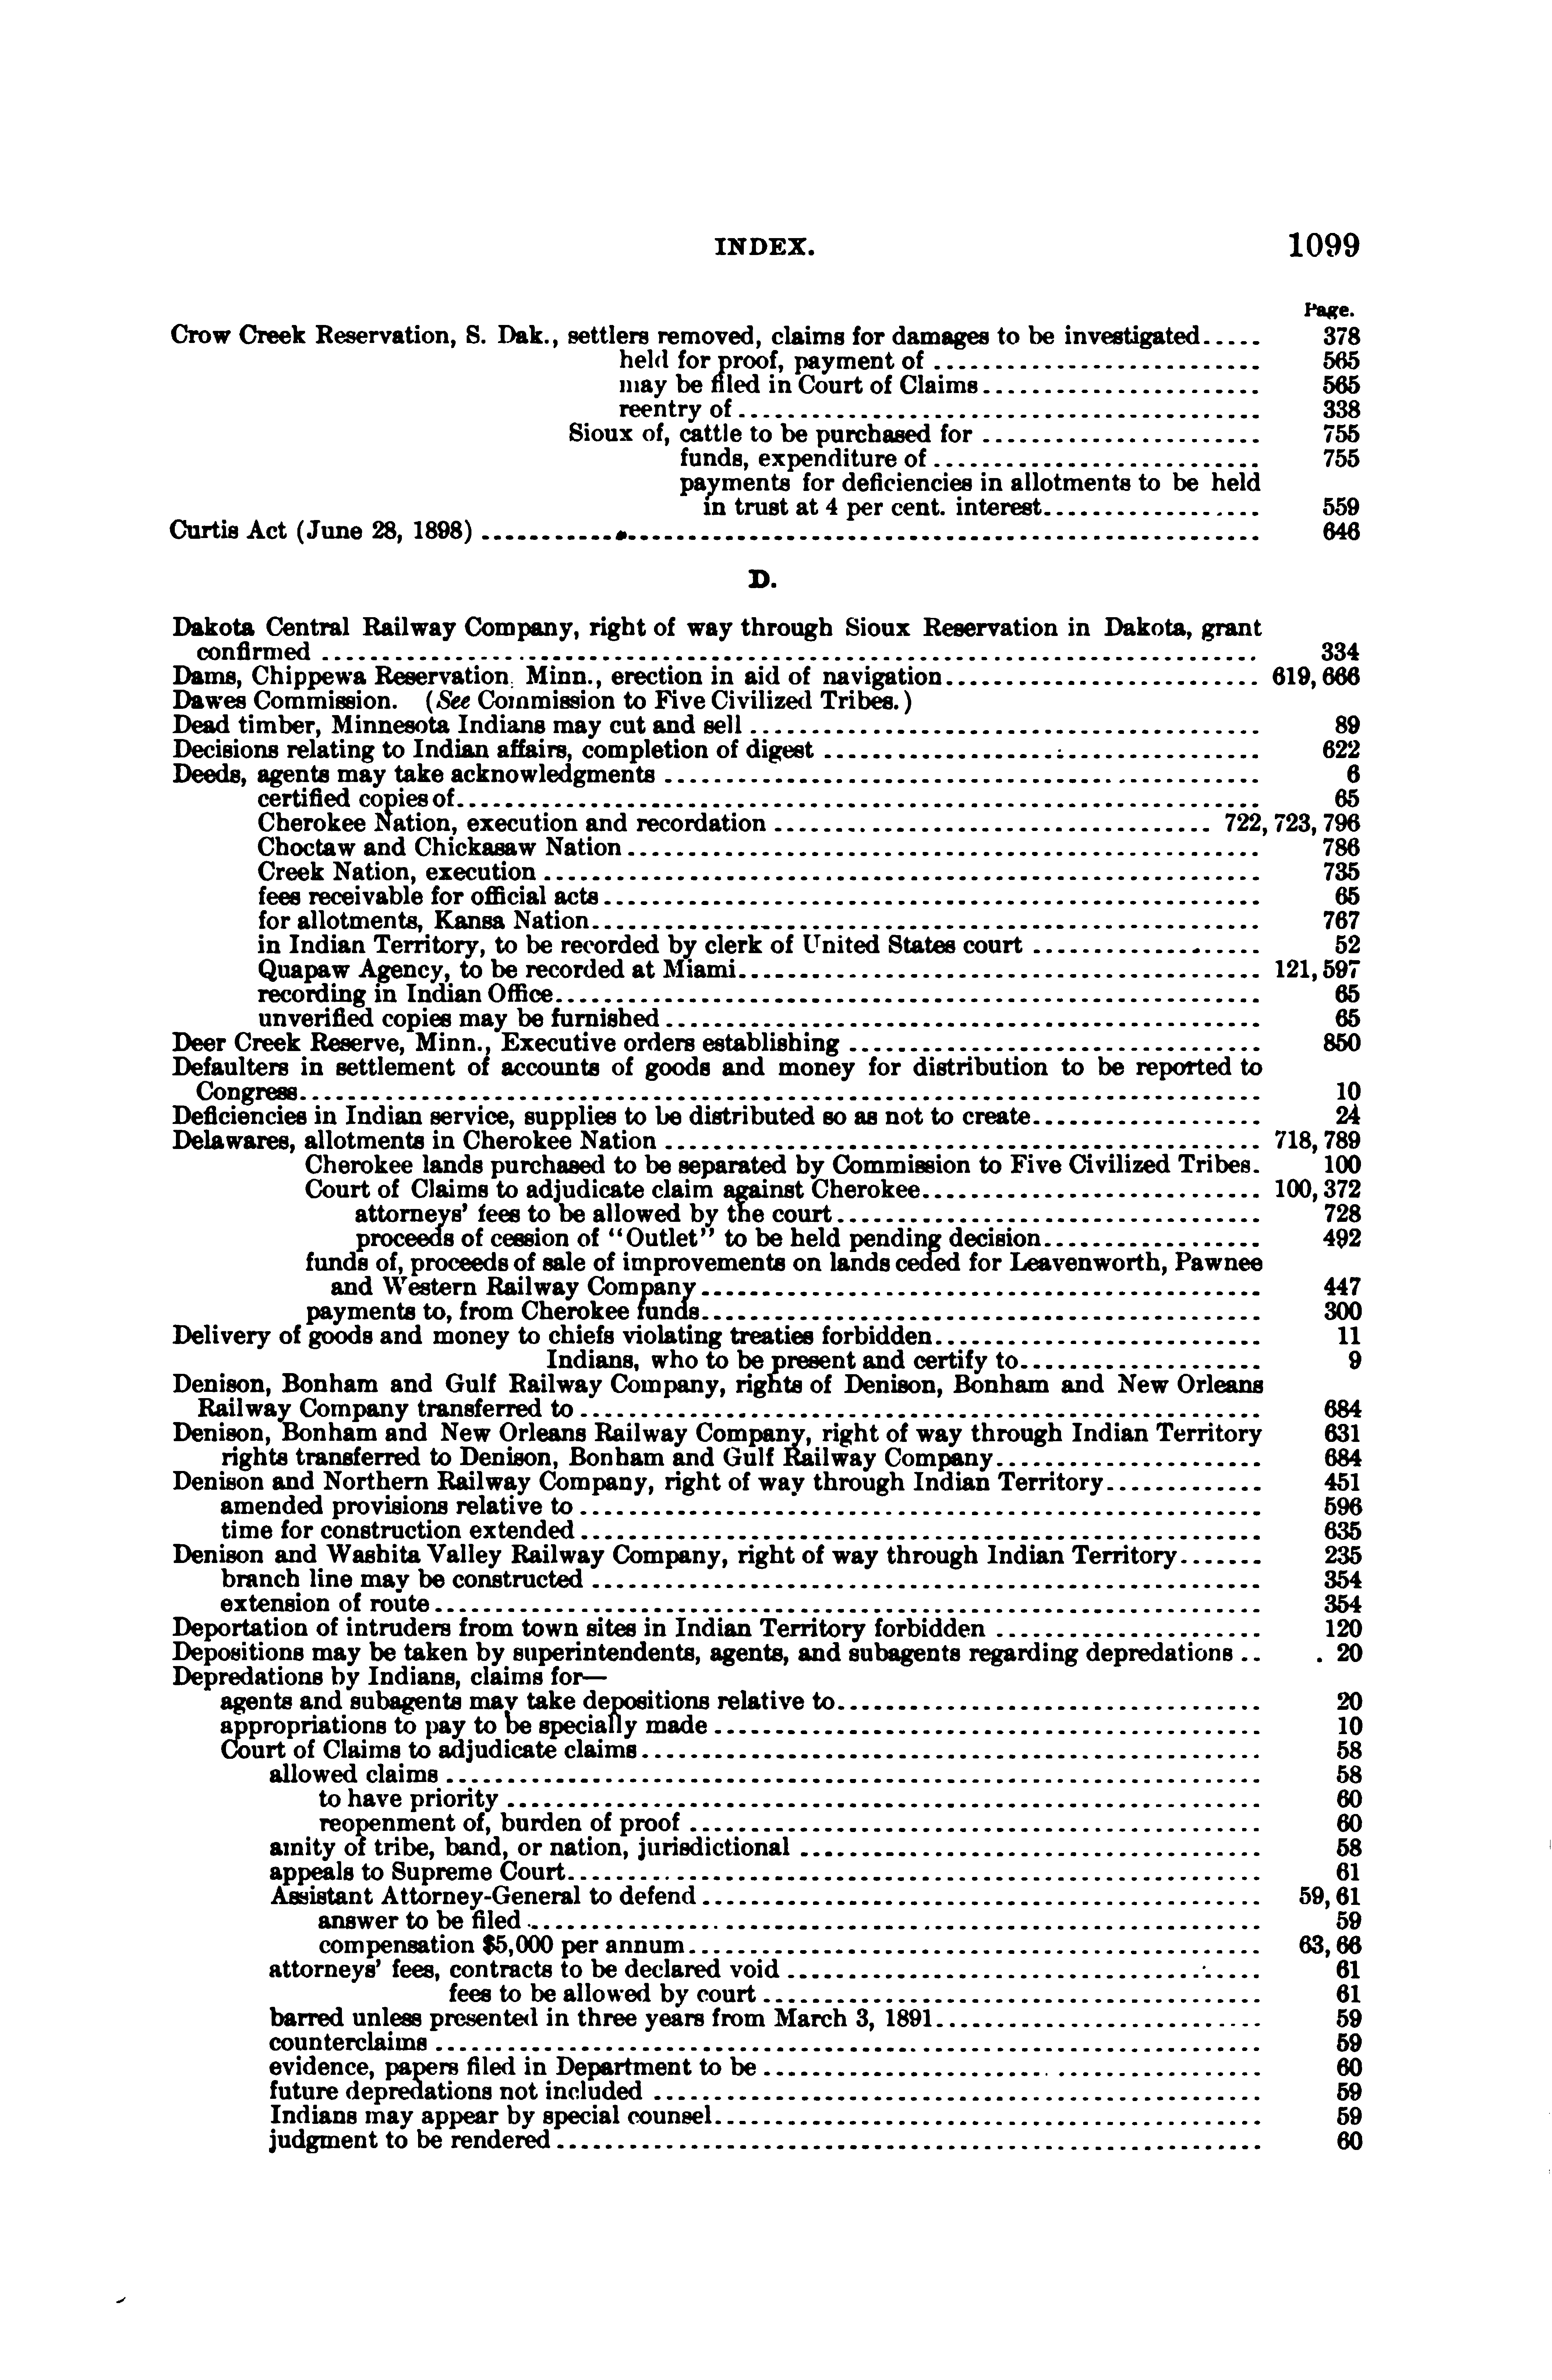 INDEX. 1099
Page.
Crow Creek Reservation, S. Dak., settlers removed, claims for damages to be investigated..... 378
held for proof, payment of ........................... 565
may be filed in Court of Claims....................... 565
reentry of ........................................... 338
Sioux of, cattle to be purchased for ....................... 755
funds, expenditure of ........................... 755
payments for deficiencies in allotments to be held
in trust at 4 per cent. interest.................. 559
Curtis Act (June 28, 1898) ................................................................ 646
D.
Dakota Central Railway Company, right of way through Sioux Reservation in Dakota, grant
confirmed ............................................................................. 334
Dams, Chippewa Reservation, Minn., erection in aid of navigation.......................... 619, 666
Dawes Commission. (See Commission to Five Civilized Tribes.)
Dead timber, Minnesota Indians may cut and sell .......................................... 89
Decisions relating to Indian affairs, completion of digest .................................... 622
Deeds, agents may take acknowledgments ................................................. 6
certified copies of.................................................................. 65
Cherokee Nation, execution and recordation .................................... 722, 723, 796
Choctaw and Chickasaw Nation .................................................... 786
Creek Nation, execution ........................................................... 735
fees receivable for official acts...................................................... 65
for allotments, Kansa Nation....................................................... 767
in Indian Territory, to be recorded by clerk of United States court ................... 52
Quapaw Agency, to be recorded at Miami........................................... 121, 597
recording in Indian Office.......................................................... 65
unverified copies may be furnished ................................................. 65
Deer Creek Reserve, Minn., Executive orders establishing .................................. 850
Defaulters in settlement of accounts of goods and money for distribution to be reported to
Congress............................................................................... 10
Deficiencies in Indian service, supplies to be distributed so as not to create................... 24
Delawares, allotments in Cherokee Nation ................................................. 718, 789
Cherokee lands purchased to be separated by Commission to Five Civilized Tribes. 100
Court of Claims to adjudicate claim against Cherokee............................ 100, 372
attorneys' fees to be allowed by the court................................... 728
proceeds of cession of "Outlet" to be held pending decision.................. 492
funds of, proceeds of sale of improvements on lands ceded for Leavenworth, Pawnee
and Western Railway Company.............................................. 447
payments to, from Cherokee funds.............................................. 300
Delivery of goods and money to chiefs violating treaties forbidden........................... 11
Indians, who to be present and certify to.................... 9
Denison, Bonham and Gulf Railway Company, rights of Denison, Bonham and New Orleans
Railway Company transferred to ........................................................ 684
Denison, Bonham and New Orleans Railway Company, right of way through Indian Territory 631
rights transferred to Denison, Bonham and Gulf Railway Company...................... 684
Denison and Northern Railway Company, right of way through Indian Territory............. 451
amended provisions relative to ........................................................ 596
time for construction extended ........................................................ 635
Denison and Washita Valley Railway Company, right of way through Indian Territory....... 235
branch line may be constructed ....................................................... 354
extension of route.................................................................... 354
Deportation of intruders from town sites in Indian Territory forbidden ...................... 120
Depositions may be taken by superintendents, agents, and subagents regarding depredations .. 20
Depredations by Indians, claims for—
agents and subagents may take depositions relative to................................... 20
appropriations to pay to be specially made ............................................. 10
Court of Claims to adjudicate claims................................................... 58
allowed claims ................................................................... 58
to have priority .............................................................. 60
reopenment of, burden of proof ............................................... 60
amity of tribe, band, or nation, jurisdictional ...................................... 58
appeals to Supreme Court......................................................... 61
Assistant Attorney-General to defend .............................................. 59, 61
answer to be filed ............................................................ 59
compensation $5,000 per annum............................................... 63, 66
attorneys' fees, contracts to be declared void ....................................... 61
fees to be allowed by court ......................................... 61
barred unless presented in three years from March 3, 1891........................... 59
counterclaims .................................................................... 59
evidence, papers filed in Department to be ......................................... 60
future depredations not included .................................................. 59
Indians may appear by special counsel............................................. 59
judgment to be rendered .......................................................... 60